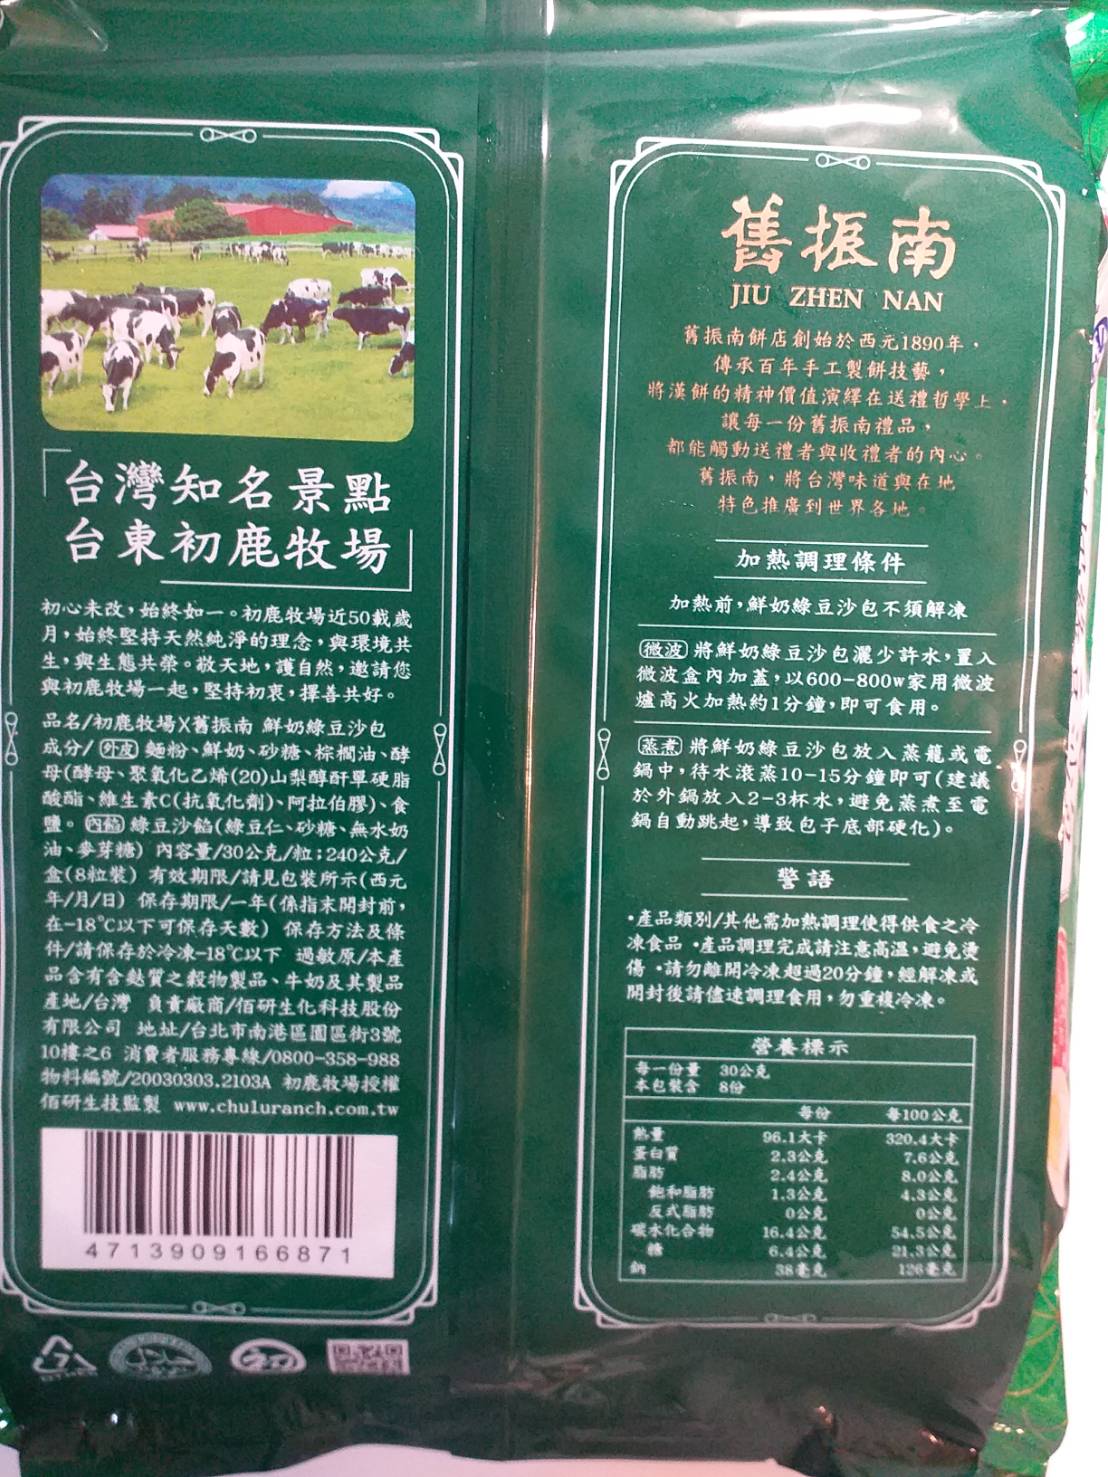 台灣知名景點
台東初鹿牧場
初心未改，始終如一。初鹿牧場近50載歲
月，始終堅持天然純淨的理念，與環境共
生，與生態共榮。敬天地，護自然，邀請您
與初鹿牧場一起，堅持初衷，擇善共好。
品名/初鹿牧場X舊振南 鮮奶綠豆沙包
成分/ 外皮 麵粉、鮮奶、砂糖、棕櫚油、酵
母(酵母、聚氧化乙烯(20)山梨醇酐單硬脂
酸酯、維生素C(抗氧化劑)、阿拉伯膠)、食
鹽。 內餡 綠豆沙餡(綠豆仁、砂糖、無水奶
油、麥芽糖) 內容量/30公克/粒；240公克/
盒(8粒裝) 有效期限/請見包裝所示(西元
年/月/日) 保存期限/一年(係指未開封前，
在-18℃以下可保存天數) 保存方法及條
件/請保存於冷凍-18℃以下 過敏原/本產
品含有含麩質之穀物製品、牛奶及其製品
產地/台灣 負責廠商/佰研生化科技股份
有限公司 地址/台北市南港區園區街3號
10樓之6 消費者服務專線/0800-358-988
物料編號/20030303.2103A 初鹿牧場授權
佰研生技監製 www.chuluranch.com.tw
4713909166871
初
舊振南
JIU ZHEN NAN
舊振南餅店創始於西元1890年，
傳承百年手工製餅技藝，
將漢餅的精神價值演繹在送禮哲學上，
讓每一份舊振南禮品，
都能觸動送禮者與收禮者的內心。
舊振南，將台灣味道與在地
特色推廣到世界各地。
加熱調理條件
加熱前，鮮奶綠豆沙包不須解凍
微波 將鮮奶綠豆沙包灑少許水，置入
微波盒內加蓋，以600-800w家用微波
爐高火加熱約1分鐘，即可食用。
蒸煮 將鮮奶綠豆沙包放入蒸籠或電
鍋中，待水滾蒸10-15分鐘即可(建議
於外鍋放入2-3杯水，避免蒸煮至電
鍋自動跳起，導致包子底部硬化)。
警語
•產品類別/其他需加熱調理使得供食之冷
凍食品 •產品調理完成請注意高溫，避免燙
傷 •請勿離開冷凍超過20分鐘，經解凍或
開封後請儘速調理食用，勿重複冷凍。
營養標示
每一份量 30公克
本包裝含 8份
每份 每100公克
熱量 96.1大卡 320.4大卡
蛋白質 2.3公克 7.6公克
脂肪 2.4公克 8.0公克
飽和脂肪 1.3公克 4.3公克
反式脂肪 0公克 0公克
碳水化合物 16.4公克 54.5公克
糖 6.4公克 21.3公克
鈉 38毫克 126毫克